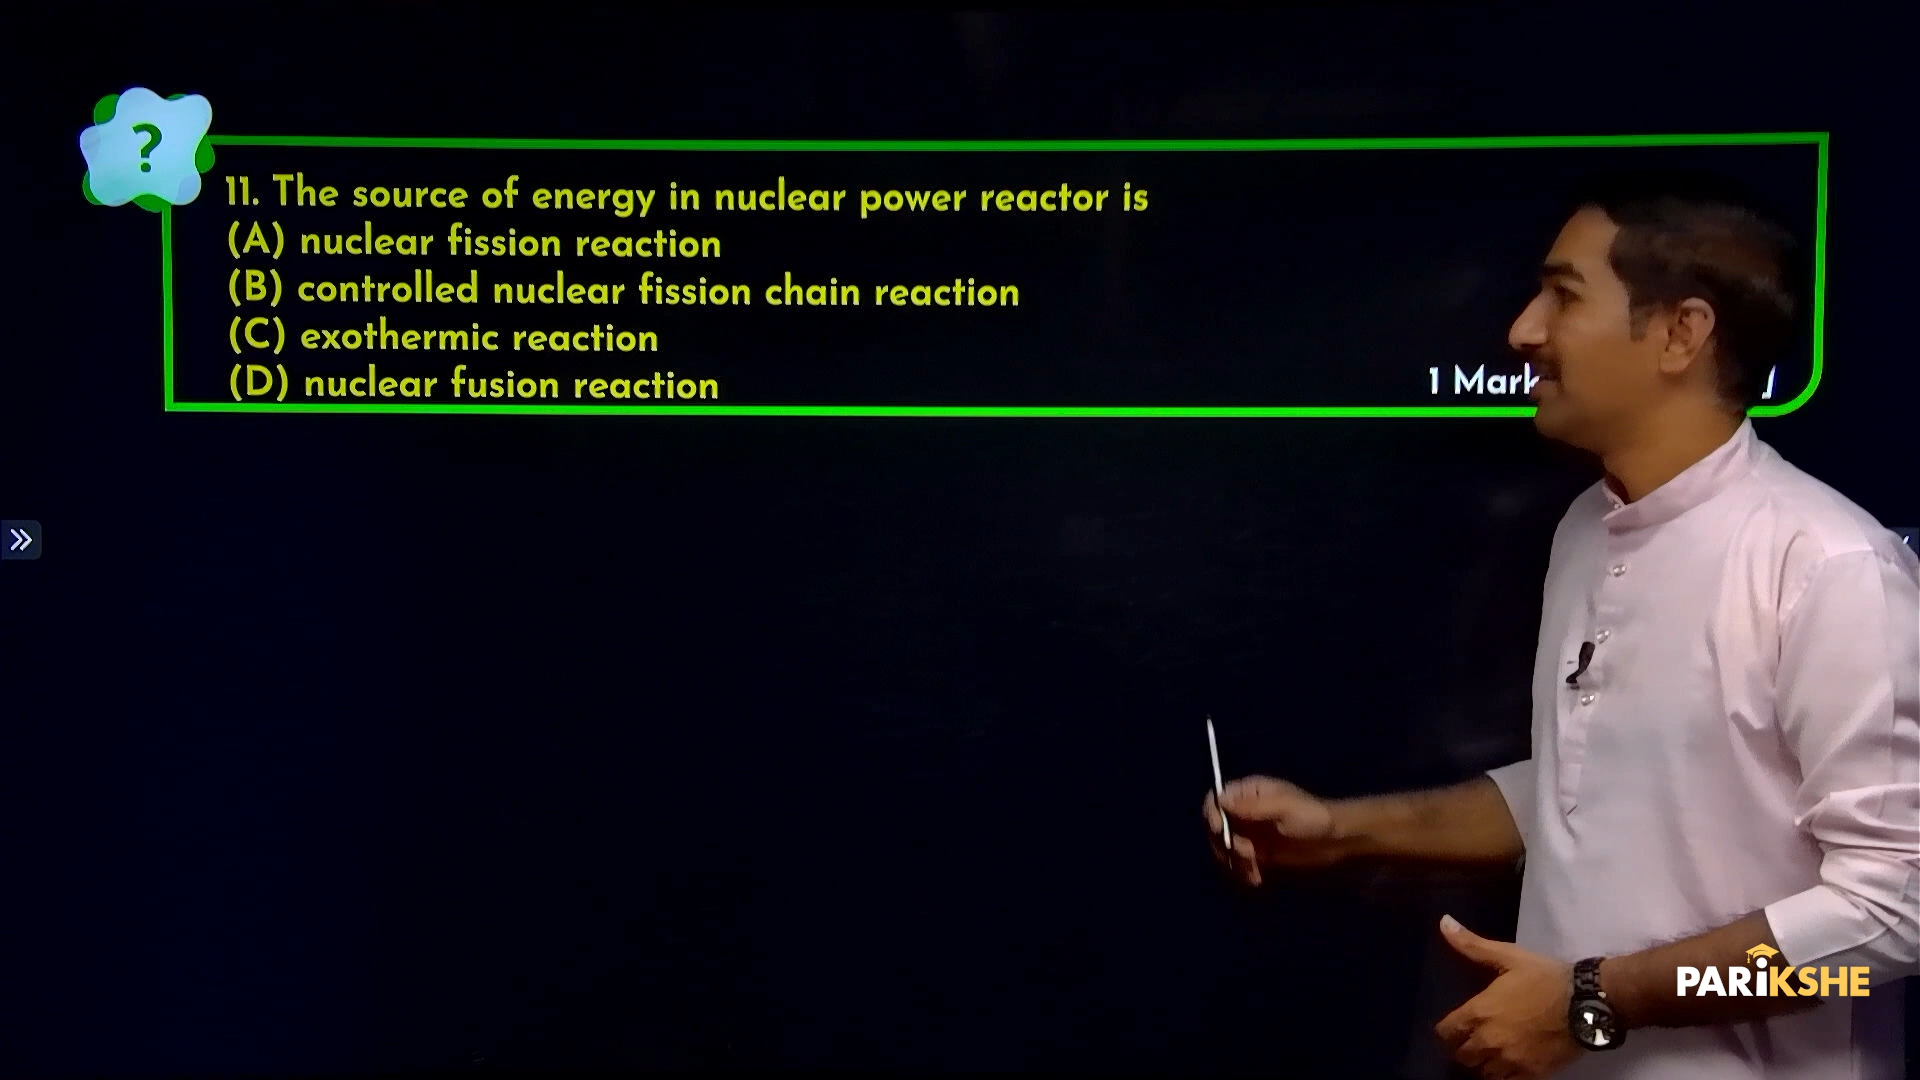 ?
11. The source of energy in nuclear power reactor is
(A) nuclear fission reaction
(B) controlled nuclear fission chain reaction
(C) exothermic reaction
(D) nuclear fusion reaction
1 Mark
PARiKSHE